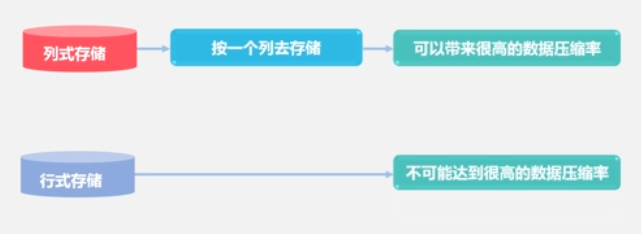 列式存储
按一个列去存储
可以带来很高的数据压缩率
行式存储
不可能达到很高的数据压缩率